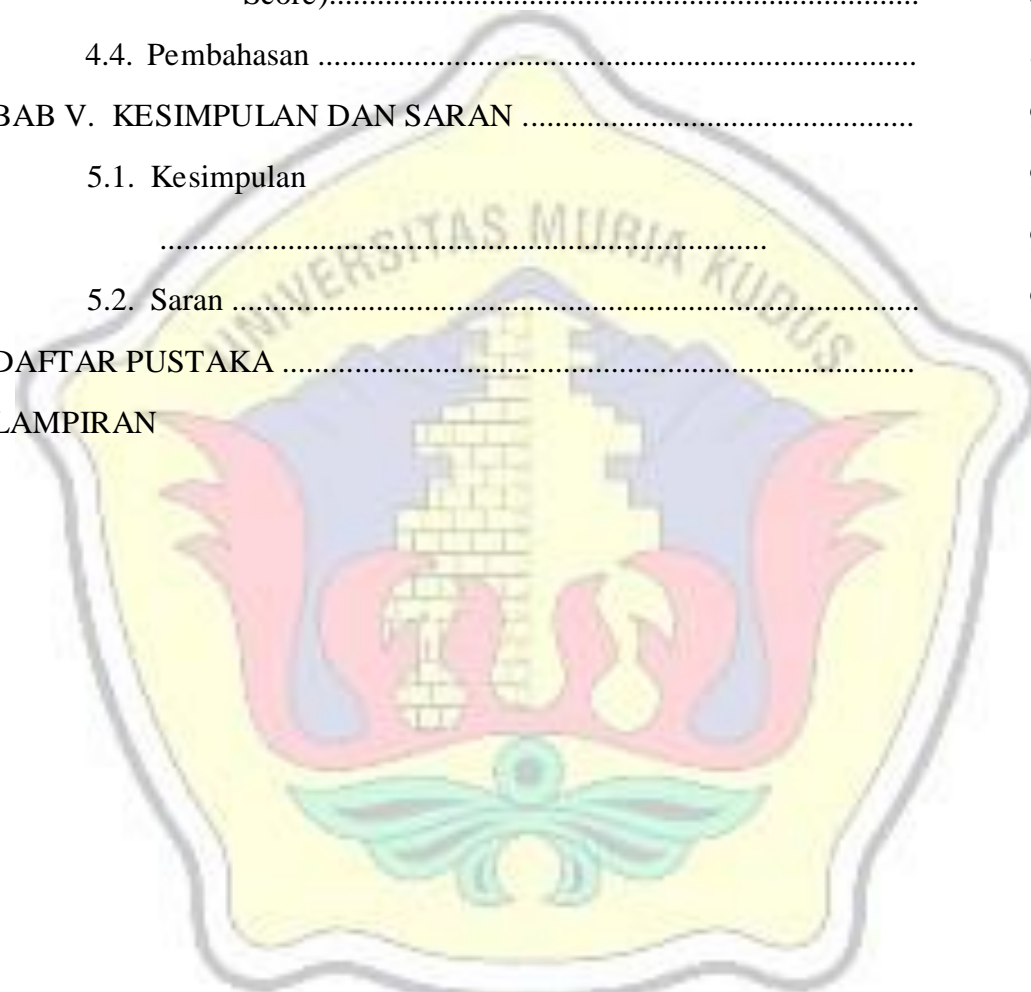 Score)........................................................................
4.4. Pembahasan ..........................................................................
BAB V. KESIMPULAN DAN SARAN ................................................
5.1. Kesimpulan
...........................................................................
5.2. Saran .....................................................................................
DAFTAR PUSTAKA ..............................................................................
LAMPIRAN
UNIVERSITAS MURIA KUDUS